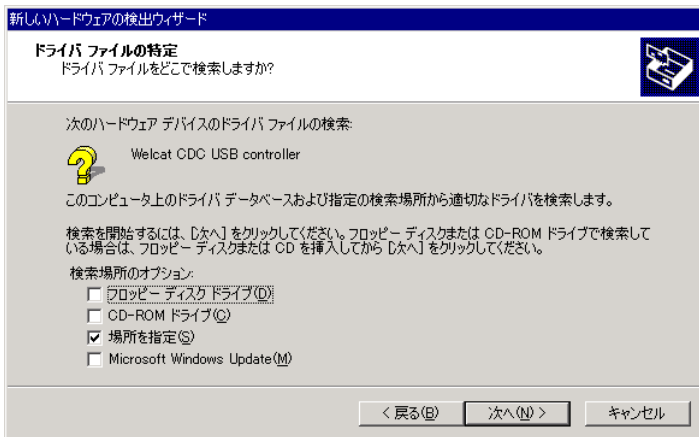 新しいハードウェアの検出ウィザード
ドライバ ファイルの特定
ドライバ ファイルをどこで検索しますか?
次のハードウェア デバイスのドライバ ファイルの検索:
Welcat CDC USB controller
このコンピュータ上のドライバ データベースおよび指定の検索場所から適切なドライバを検索します。
検索を開始するには、[次へ] をクリックしてください。フロッピー ディスクまたは CD-ROM ドライブで検索して
いる場合は、フロッピー ディスクまたは CD を挿入してから [次へ] をクリックしてください。
検索場所のオプション:
フロッピー ディスク ドライブ(D)
CD-ROM ドライブ(C)
場所を指定(S)
Microsoft Windows Update(M)
< 戻る(B) 次へ(N) > キャンセル